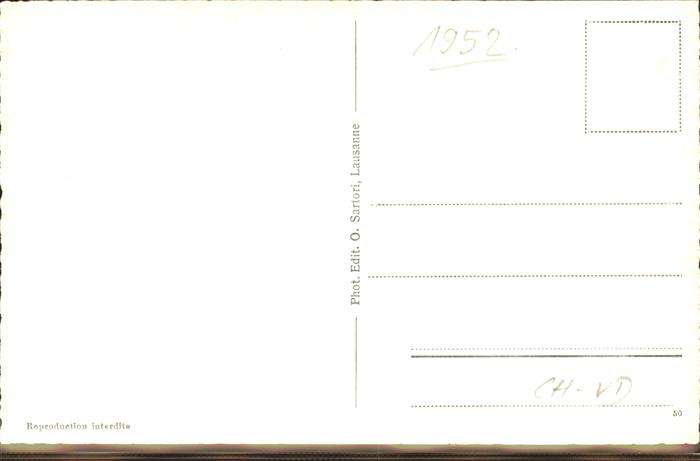 1952.
Phot. Edit. O. Sartori, Lausanne
CH-VD
50
Reproduction interdite